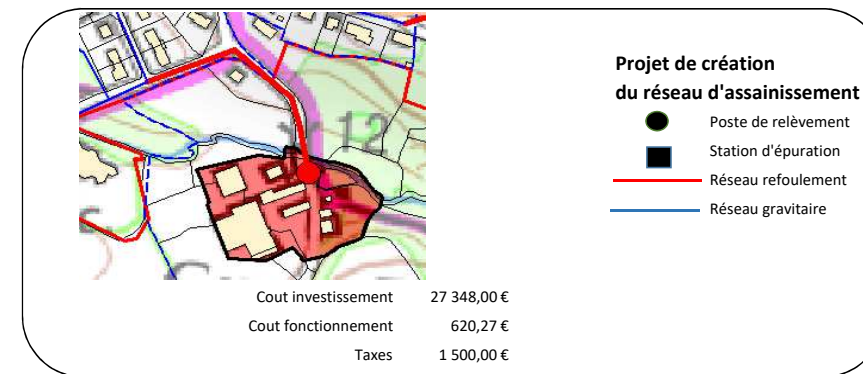 Projet de création
du réseau d'assainissement
Poste de relèvement
Station d'épuration
Réseau refoulement
Réseau gravitaire
Cout investissement 27 348,00 €
Cout fonctionnement 620,27 €
Taxes 1 500,00 €